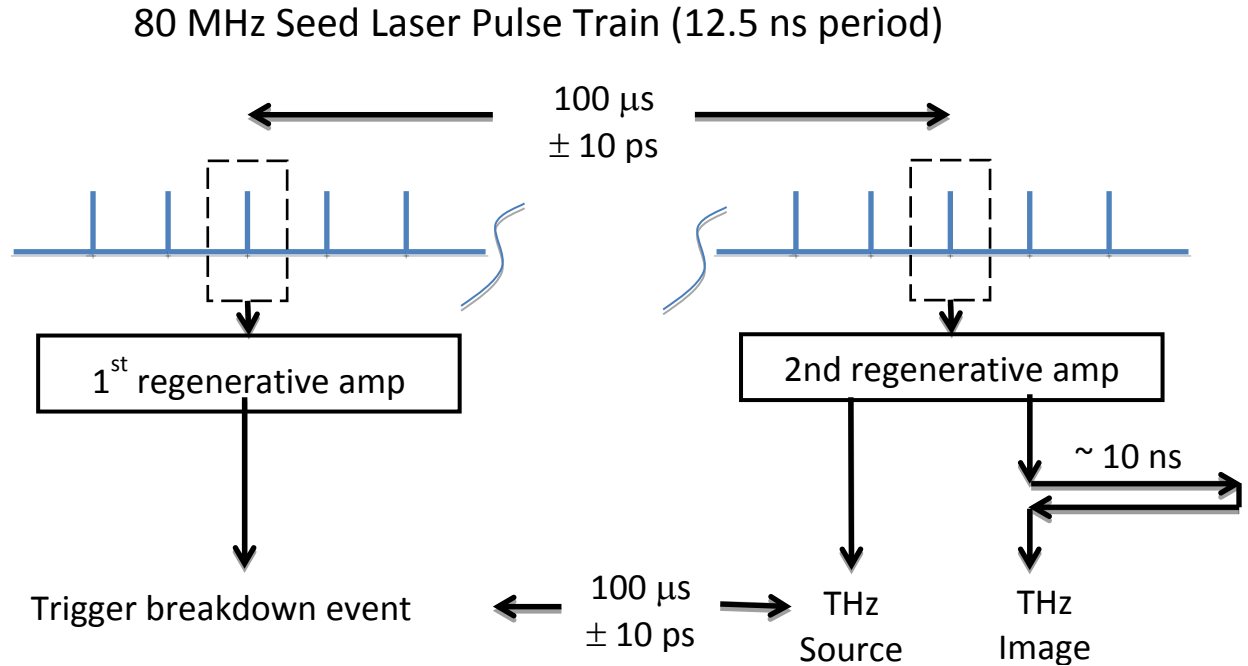 80 MHz Seed Laser Pulse Train (12.5 ns period)
100 μs
± 10 ps
1st regenerative amp
2nd regenerative amp
~ 10 ns
Trigger breakdown event
100 μs
± 10 ps
THz
Source
THz
Image